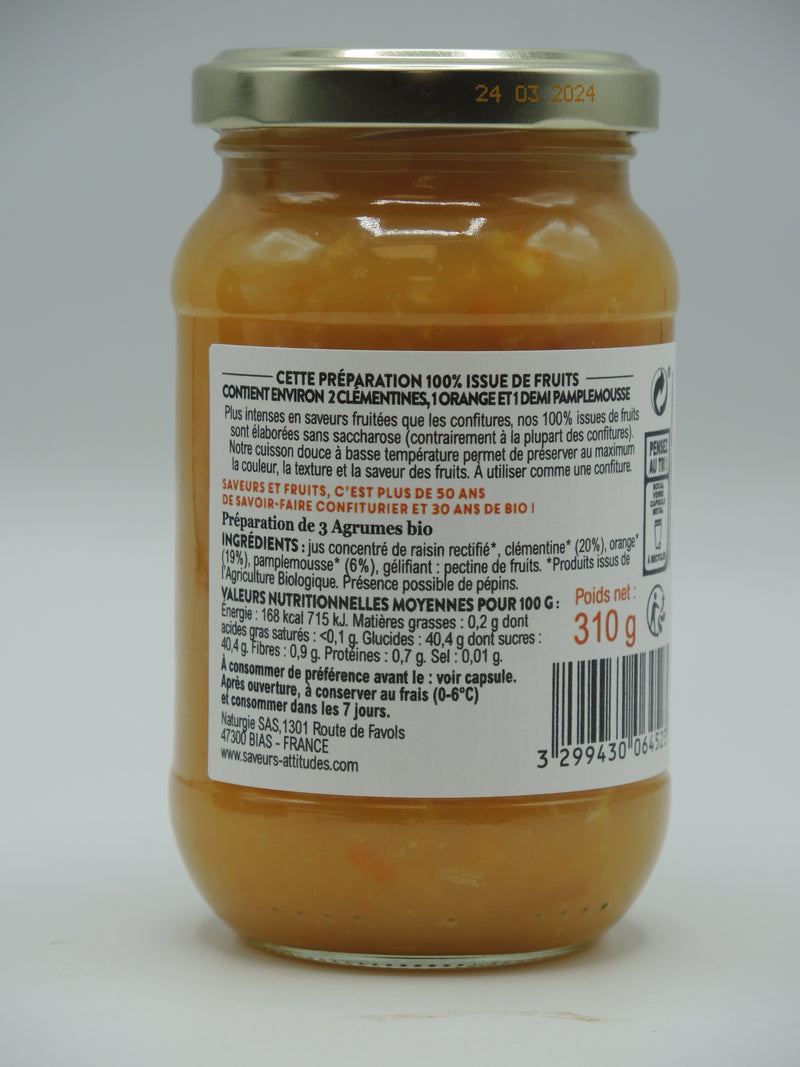 24 03 2024
CETTE PRÉPARATION 100% ISSUE DE FRUITS
CONTIENT ENVIRON 2 CLÉMENTINES, 1 ORANGE ET 1 DEMI PAMPLEMOUSSE
Plus intenses en saveurs fruitées que les confitures, nos 100% issues de fruits
sont élaborées sans saccharose (contrairement à la plupart des confitures).
Notre cuisson douce à basse température permet de préserver au maximum
la couleur, la texture et la saveur des fruits. À utiliser comme une confiture.
SAVEURS ET FRUITS, C'EST PLUS DE 50 ANS
DE SAVOIR-FAIRE CONFITURIER ET 30 ANS DE BIO !
Préparation de 3 Agrumes bio
INGRÉDIENTS : jus concentré de raisin rectifié*, clémentine* (20%), orange*
(19%), pamplemousse* (6%), gélifiant : pectine de fruits. *Produits issus de
l'Agriculture Biologique. Présence possible de pépins.
VALEURS NUTRITIONNELLES MOYENNES POUR 100 G :
Énergie : 168 kcal 715 kJ. Matières grasses : 0,2 g dont
acides gras saturés : <0,1 g. Glucides : 40,4 g dont sucres :
40,4 g. Fibres : 0,9 g. Protéines : 0,7 g. Sel : 0,01 g.
À consommer de préférence avant le : voir capsule.
Après ouverture, à conserver au frais (0-6°C)
et consommer dans les 7 jours.
Naturgie SAS, 1301 Route de Favols
47300 BIAS - FRANCE
www.saveurs-attitudes.com
Poids net :
310 g
PENSEZ
AU TRI
BOCAL
VERRE
CAPSULE
MÉTAL
À RECYCLER
3 299430 06452